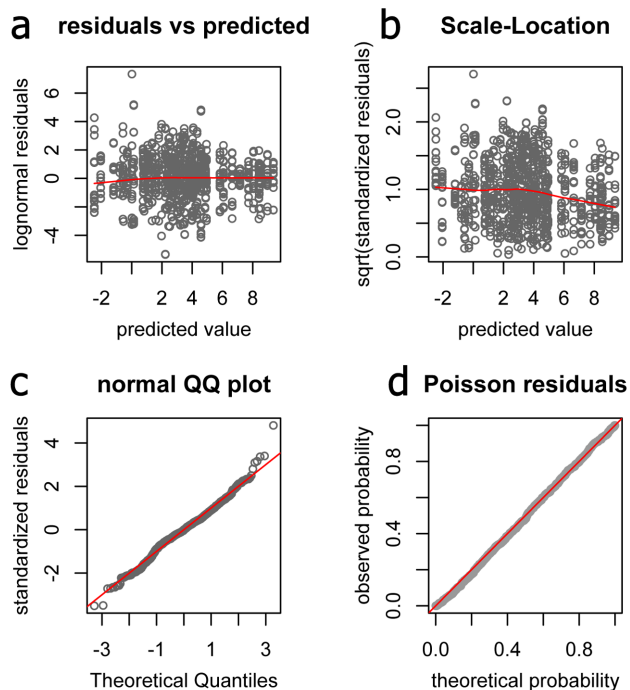 a
residuals vs predicted
lognormal residuals
6
4
2
0
-4
-2 2 4 6 8
predicted value
b
Scale-Location
sqrt(standardized residuals)
2.0
1.0
0.0
-2 0 2 4 6 8
predicted value
c
normal QQ plot
standardized residuals
4
2
0
-2
-3 -1 1 3
Theoretical Quantiles
d
Poisson residuals
observed probability
0.8
0.4
0.0
0.0 0.4 0.8
theoretical probability